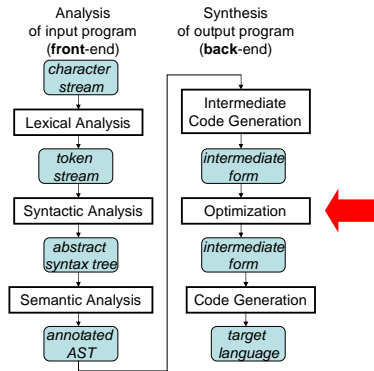 Analysis
of input program
(front-end)
character
stream
Lexical Analysis
token
stream
Syntactic Analysis
abstract
syntax tree
Semantic Analysis
annotated
AST
Synthesis
of output program
(back-end)
Intermediate
Code Generation
intermediate
form
Optimization
intermediate
form
Code Generation
target
language